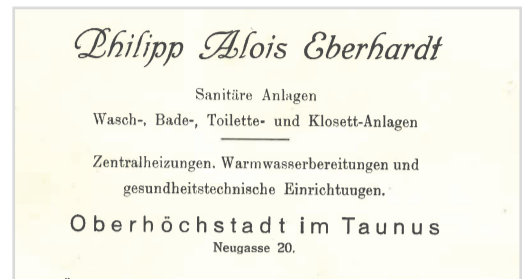 Philipp Alois Eberhardt
Sanitäre Anlagen
Wasch-, Bade-, Toilette- und Klosett-Anlagen
Zentralheizungen. Warmwasserbereitungen und
gesundheitstechnische Einrichtungen.
Oberhöchstadt im Taunus
Neugasse 20.